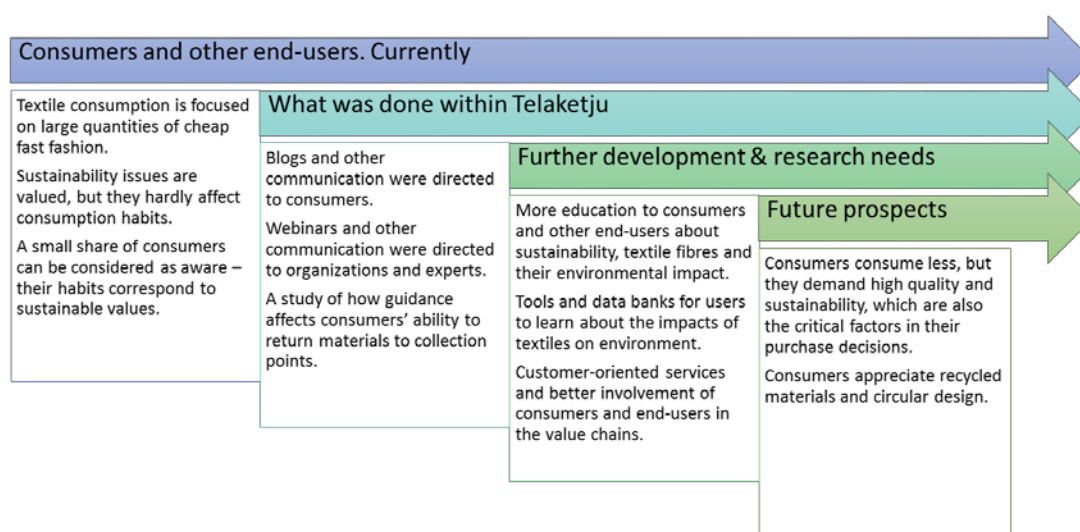 Consumers and other end-users. Currently
Textile consumption is focused
on large quantities of cheap
fast fashion.
Sustainability issues are
valued, but they hardly affect
consumption habits.
A small share of consumers
can be considered as aware –
their habits correspond to
sustainable values.
What was done within Telaketju
Blogs and other
communication were directed
to consumers.
Webinars and other
communication were directed
to organizations and experts.
A study of how guidance
affects consumers’ ability to
return materials to collection
points.
Further development & research needs
More education to consumers
and other end-users about
sustainability, textile fibres and
their environmental impact.
Tools and data banks for users
to learn about the impacts of
textiles on environment.
Customer-oriented services
and better involvement of
consumers and end-users in
the value chains.
Future prospects
Consumers consume less, but
they demand high quality and
sustainability, which are also
the critical factors in their
purchase decisions.
Consumers appreciate recycled
materials and circular design.